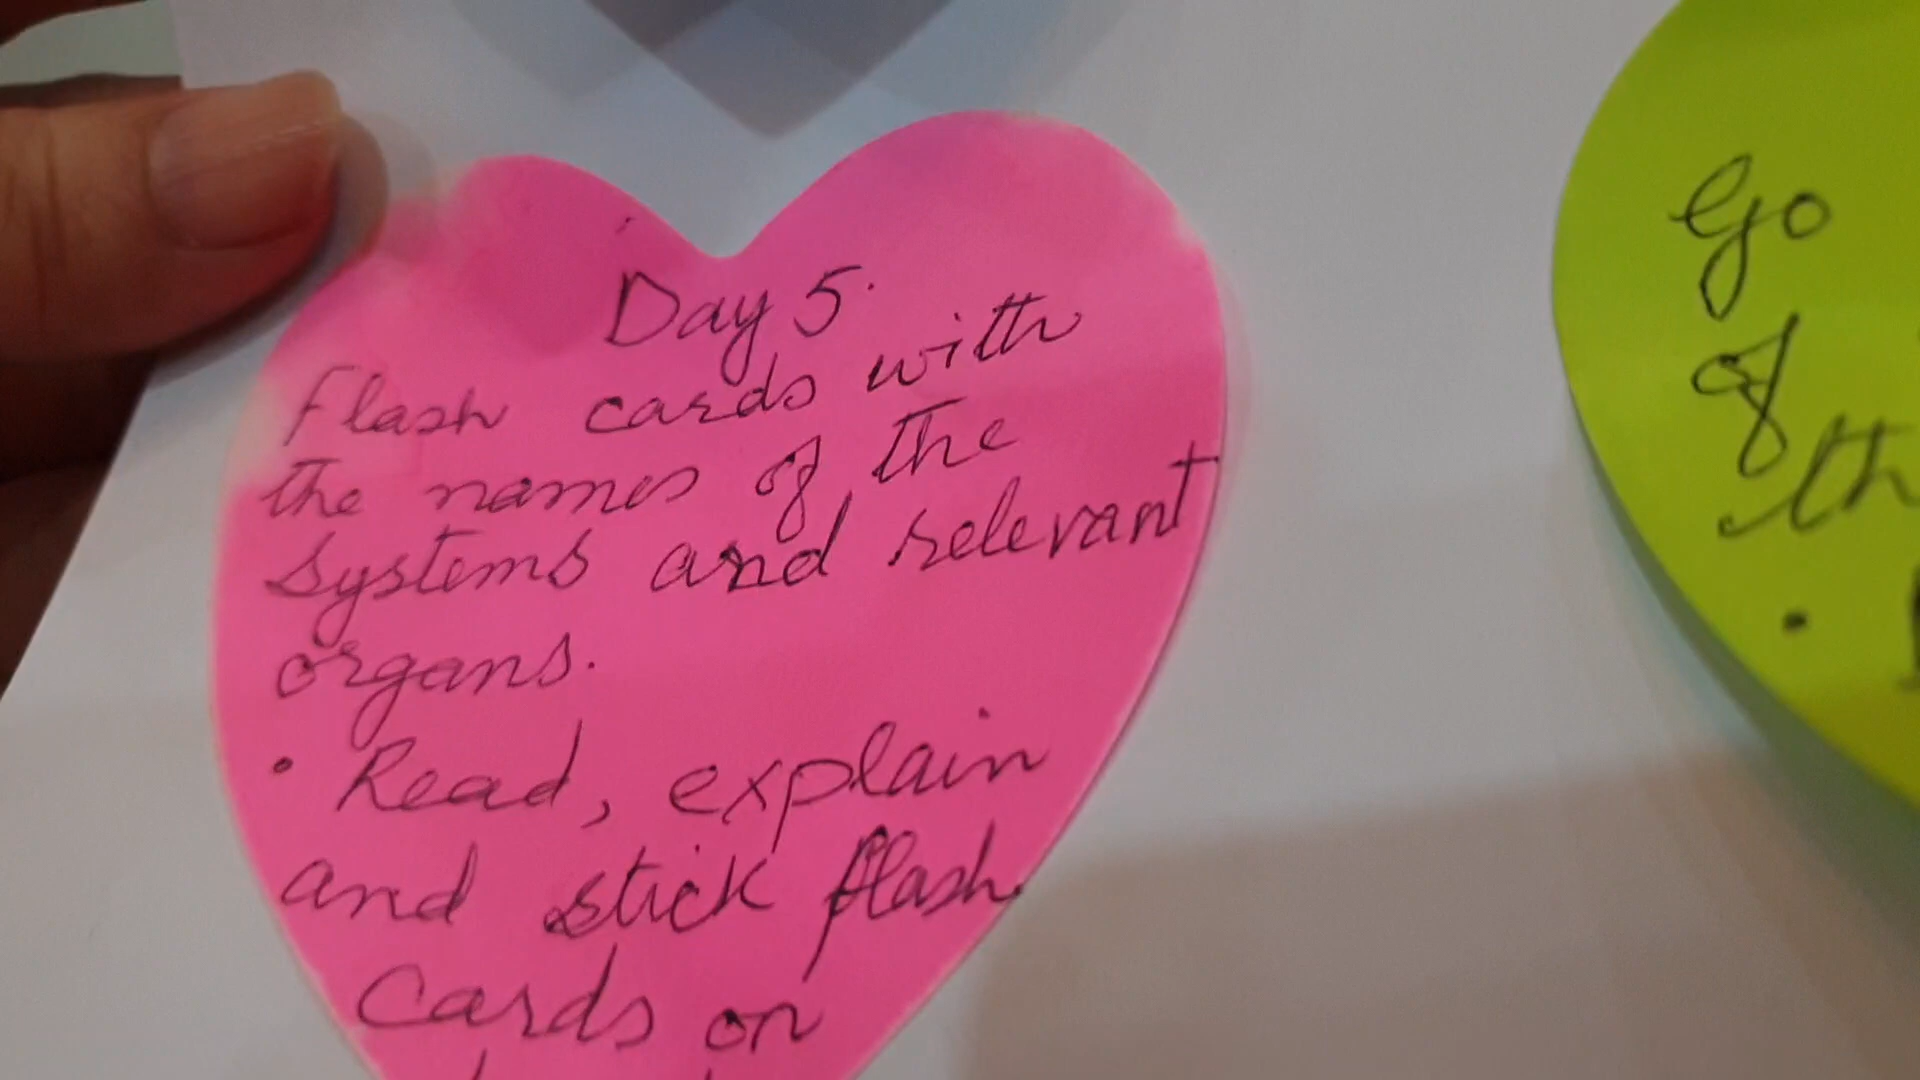 Day 5.
Flash cards with
the names of the
systems and relevant
organs.
• Read, explain
and stick flash
cards on
Go
of